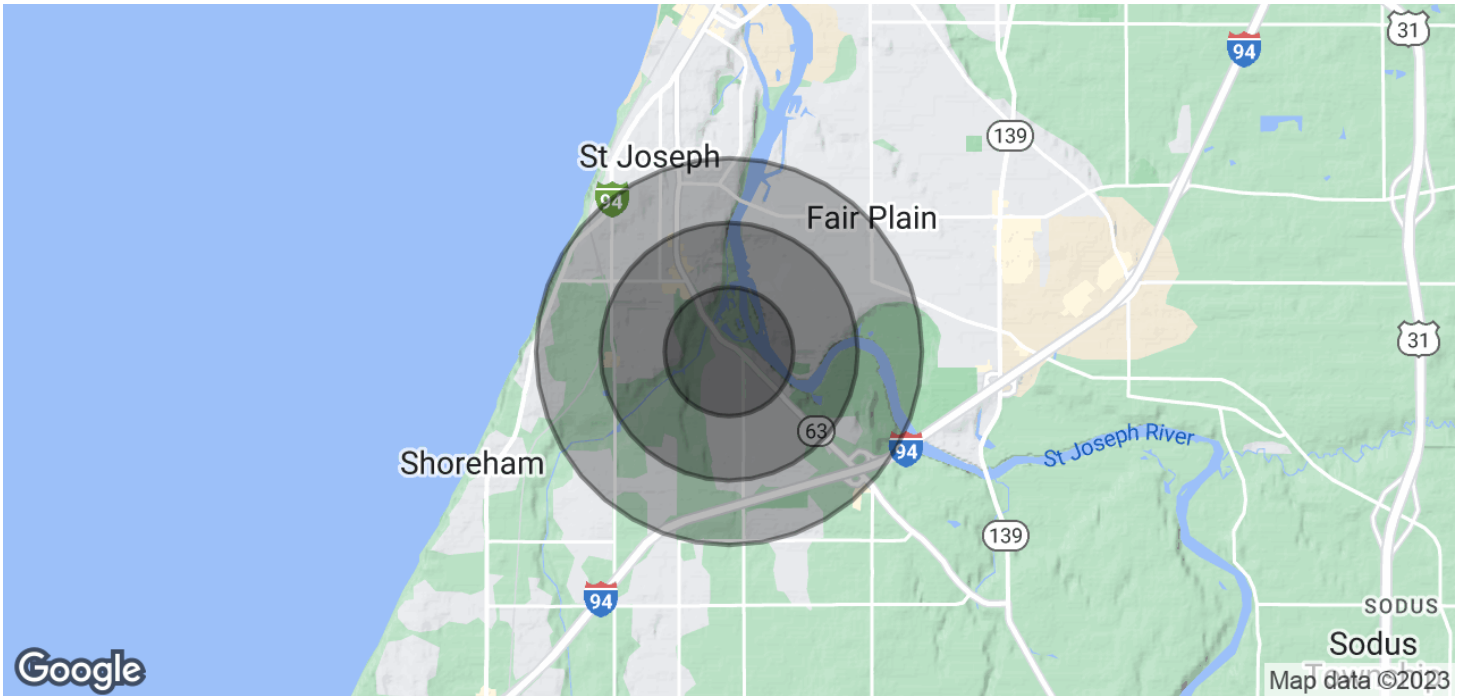 31
94
139
St Joseph
94
Fair Plain
31
63
94
St Joseph River
Shoreham
139
94
SODUS
Sodus
Township
Google
Map data ©2023